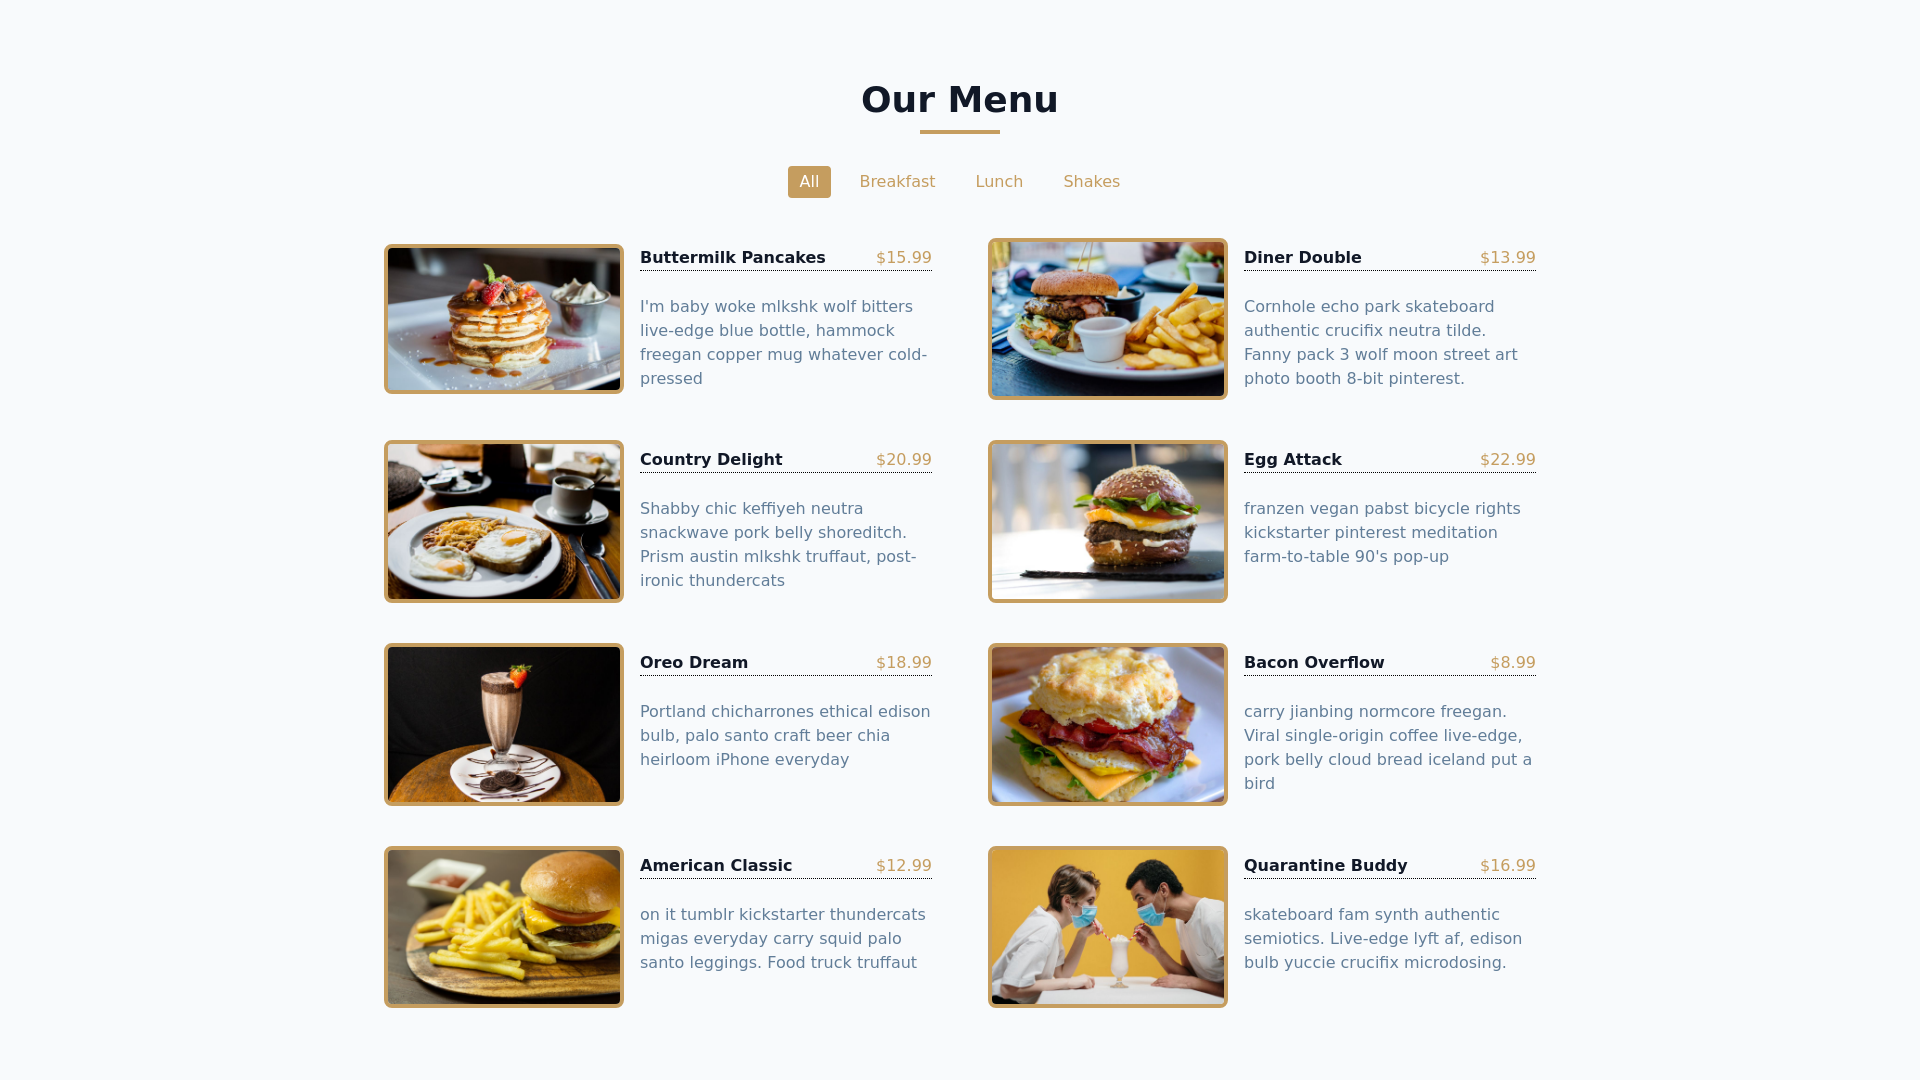 Our Menu
All
Breakfast
Lunch
Shakes
Buttermilk Pancakes $15.99
I'm baby woke mlkshk wolf bitters
live-edge blue bottle, hammock
freegan copper mug whatever cold-
pressed
Diner Double $13.99
Cornhole echo park skateboard
authentic crucifix neutra tilde.
Fanny pack 3 wolf moon street art
photo booth 8-bit pinterest.
Country Delight $20.99
Shabby chic keffiyeh neutra
snackwave pork belly shoreditch.
Prism austin mlkshk truffaut, post-
ironic thundercats
Egg Attack $22.99
franzen vegan pabst bicycle rights
kickstarter pinterest meditation
farm-to-table 90's pop-up
Oreo Dream $18.99
Portland chicharrones ethical edison
bulb, palo santo craft beer chia
heirloom iPhone everyday
Bacon Overflow $8.99
carry jianbing normcore freegan.
Viral single-origin coffee live-edge,
pork belly cloud bread iceland put a
bird
American Classic $12.99
on it tumblr kickstarter thundercats
migas everyday carry squid palo
santo leggings. Food truck truffaut
Quarantine Buddy $16.99
skateboard fam synth authentic
semiotics. Live-edge lyft af, edison
bulb yuccie crucifix microdosing.